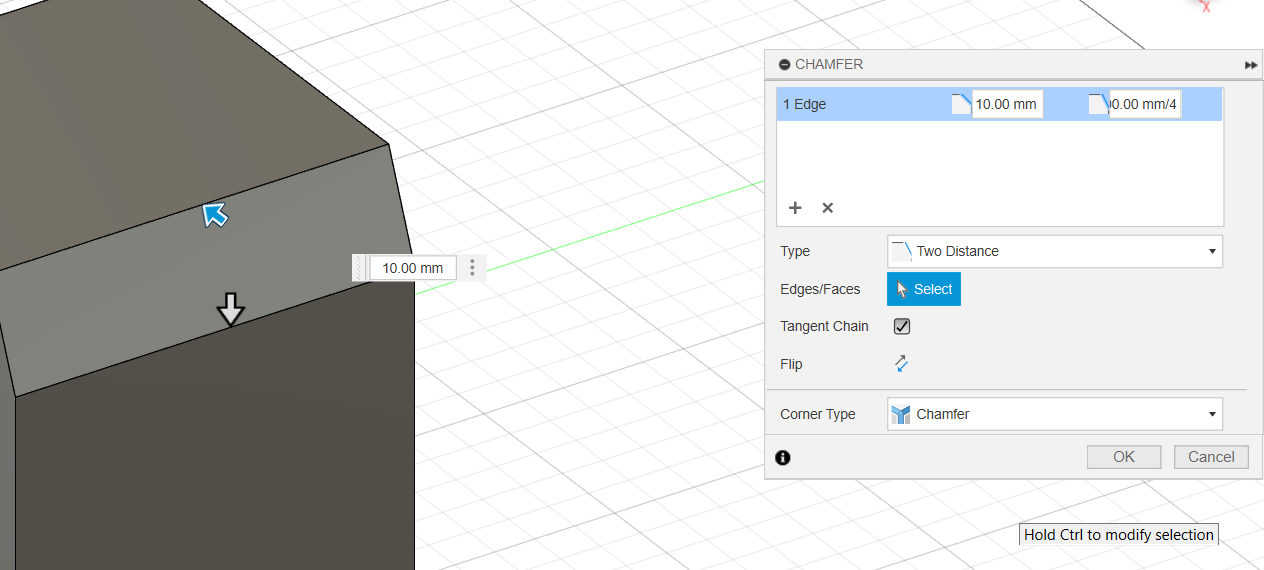 X
CHAMFER
1 Edge 10.00 mm 0.00 mm/4
Type Two Distance
10.00 mm
Edges/Faces Select
Tangent Chain
Flip
Corner Type Chamfer
OK Cancel
Hold Ctrl to modify selection